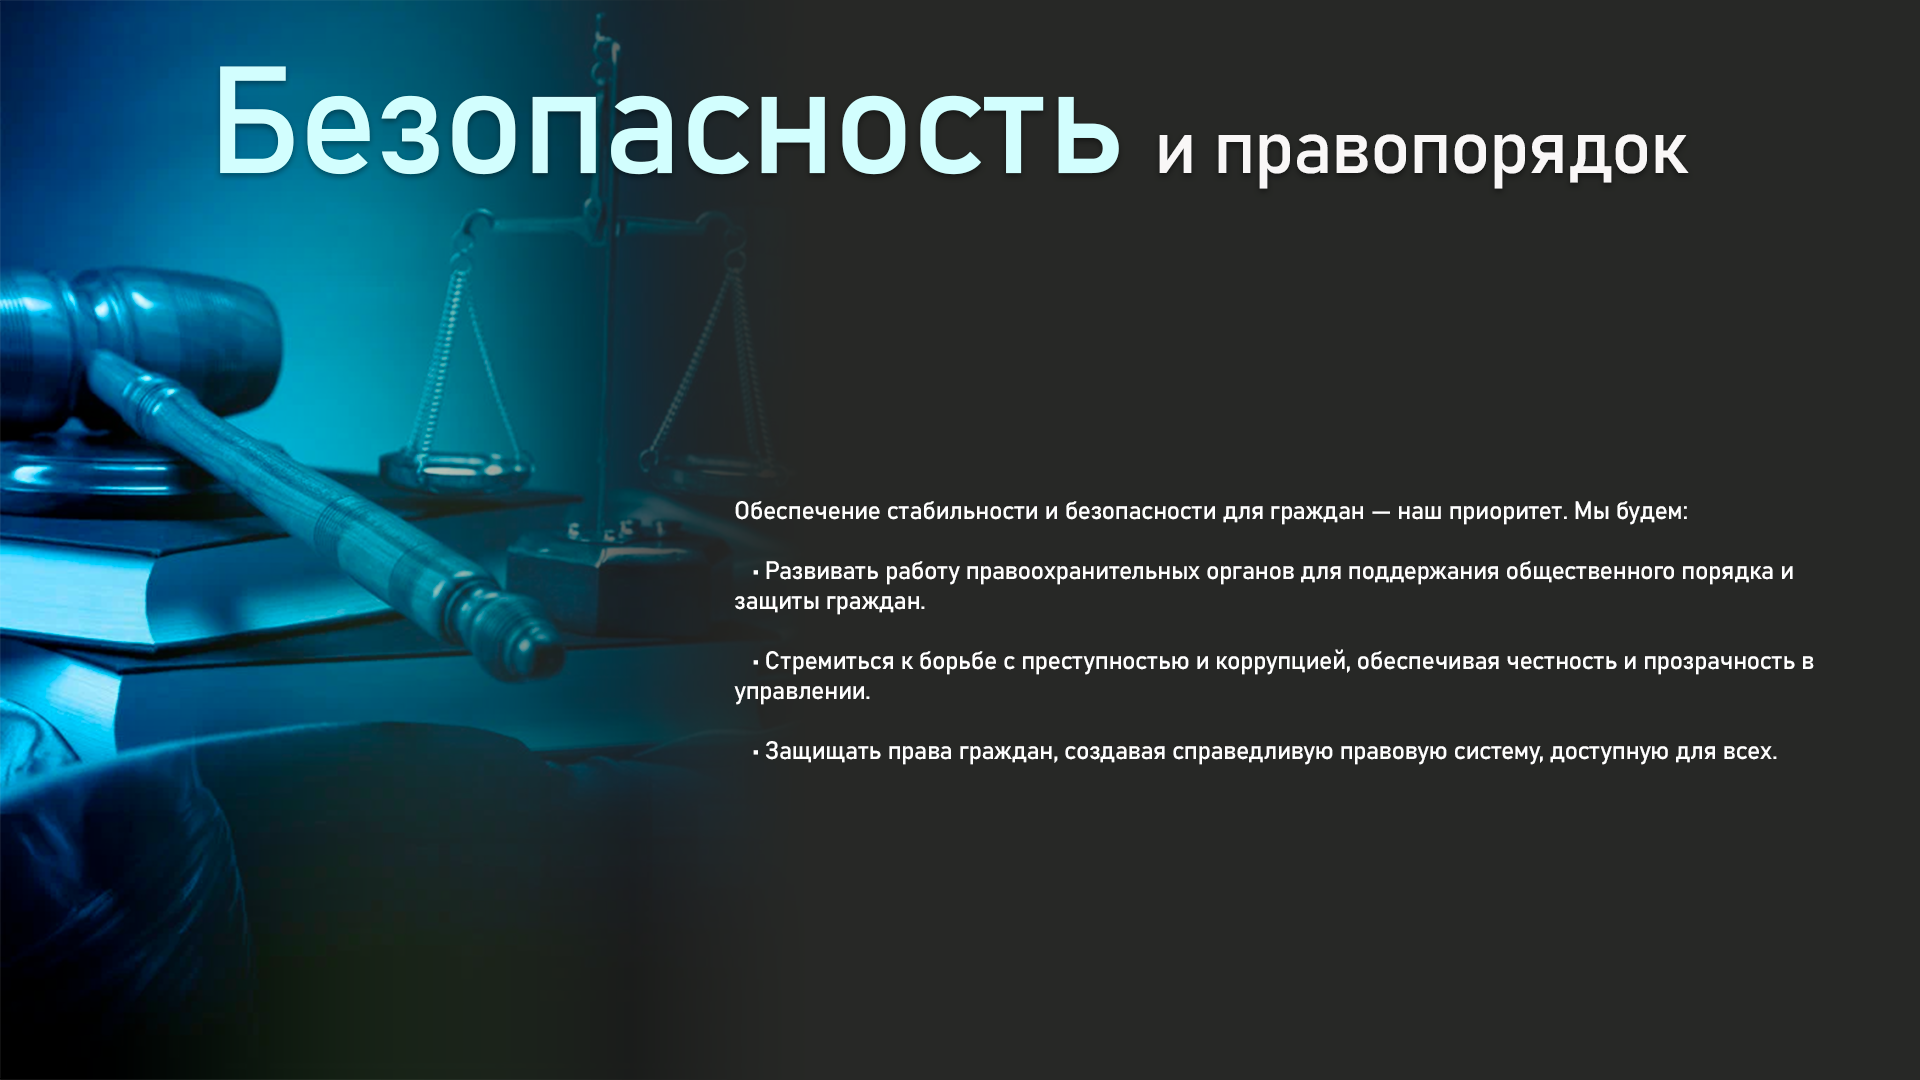 Безопасность и правопорядок
Обеспечение стабильности и безопасности для граждан — наш приоритет. Мы будем:
• Развивать работу правоохранительных органов для поддержания общественного порядка и
защиты граждан.
• Стремиться к борьбе с преступностью и коррупцией, обеспечивая честность и прозрачность в
управлении.
• Защищать права граждан, создавая справедливую правовую систему, доступную для всех.